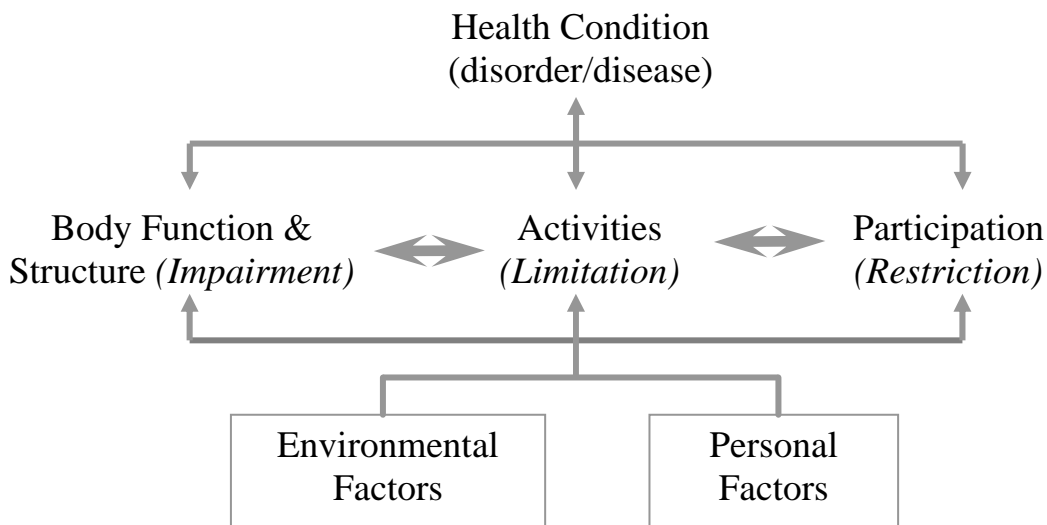 Health Condition
(disorder/disease)
Body Function &
Structure (Impairment)
Activities
(Limitation)
Participation
(Restriction)
Environmental
Factors
Personal
Factors